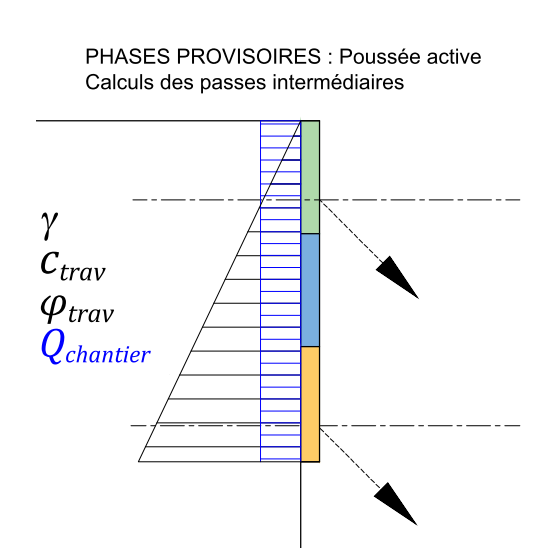 PHASES PROVISOIRES : Poussée active
Calculs des passes intermédiaires
γ
c_trav
φ_trav
Q_chantier